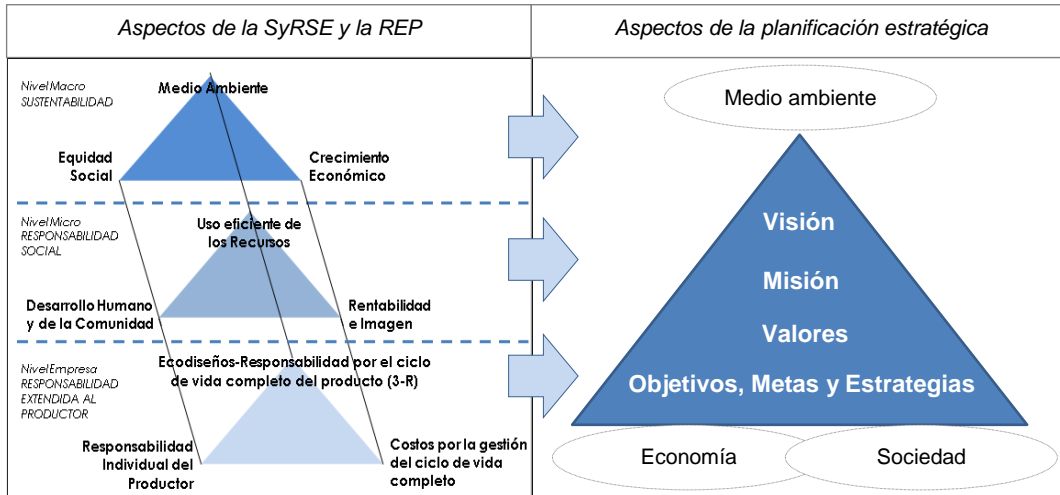 Aspectos de la SyRSE y la REP
Aspectos de la planificación estratégica
Nivel Macro
SUSTENTABILIDAD
Medio Ambiente
Equidad
Social
Crecimiento
Económico
Nivel Micro
RESPONSABILIDAD
SOCIAL
Uso eficiente de
los Recursos
Desarrollo Humano
y de la Comunidad
Rentabilidad
e Imagen
Nivel Empresa
RESPONSABILIDAD
EXTENDIDA AL
PRODUCTOR
Ecodiseños-Responsabilidad por el ciclo
de vida completo del producto (3-R)
Responsabilidad
Individual del
Productor
Costos por la gestión
del ciclo de vida
completo
Medio ambiente
Visión
Misión
Valores
Objetivos, Metas y Estrategias
Economía
Sociedad